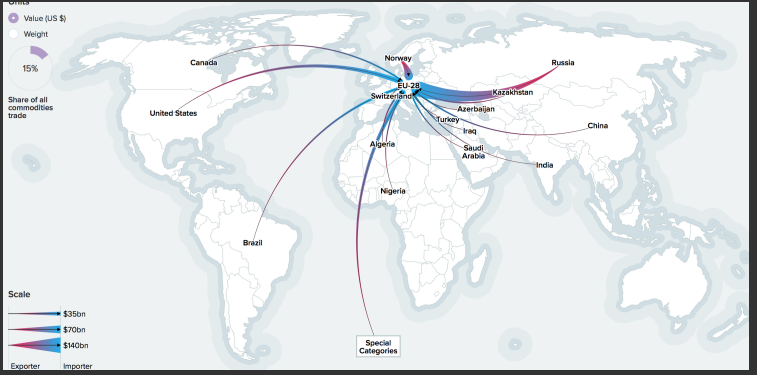 Units
Value (US $)
Weight
15%
Share of all
commodities
trade
Canada
United States
Brazil
Norway
EU-28
Switzerland
Russia
Kazakhstan
Azerbaijan
Turkey
Iraq
Saudi
Arabia
China
India
Algeria
Nigeria
Special
Categories
Scale
$35bn
$70bn
$140bn
Exporter
Importer